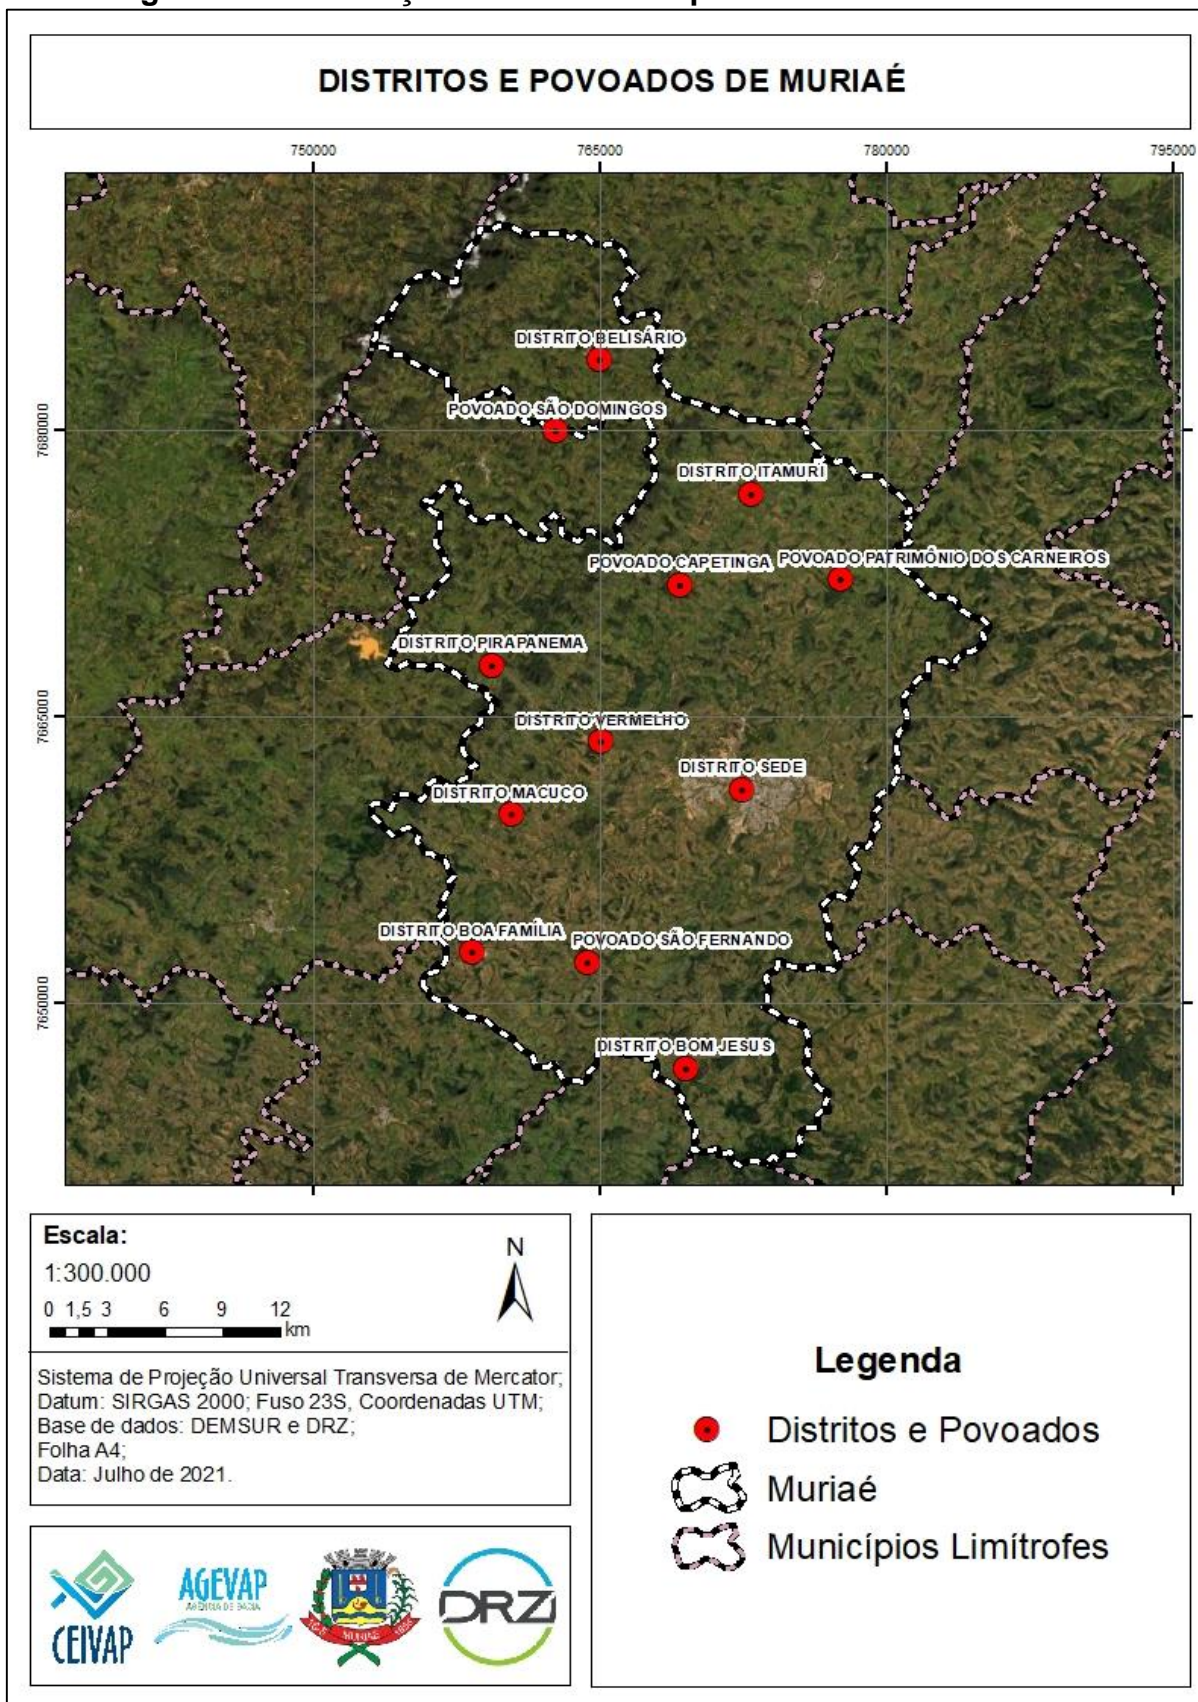 DISTRITOS E POVOADOS DE MURIAÉ
750000
765000
780000
795000
DISTRITO BELISÁRIO
POVOADO SÃO DOMINGOS
7680000
DISTRITO ITAMURI
POVOADO CAPETINGA
POVOADO PATRIMÔNIO DOS CARNEIROS
DISTRITO PIRAPANEMA
7665000
DISTRITO VERMELHO
DISTRITO SEDE
DISTRITO MACUCO
DISTRITO BOA FAMÍLIA
POVOADO SÃO FERNANDO
7650000
DISTRITO BOM JESUS
Escala:
1:300.000
0 1,5 3 6 9 12
km
N
Sistema de Projeção Universal Transversa de Mercator;
Datum: SIRGAS 2000; Fuso 23S, Coordenadas UTM;
Base de dados: DEMSUR e DRZ;
Folha A4;
Data: Julho de 2021.
Legenda
Distritos e Povoados
Muriaé
Municípios Limítrofes
CEIVAP
AGEVAP
AGÊNCIA DE BACIA
MURIAÉ
DRZ